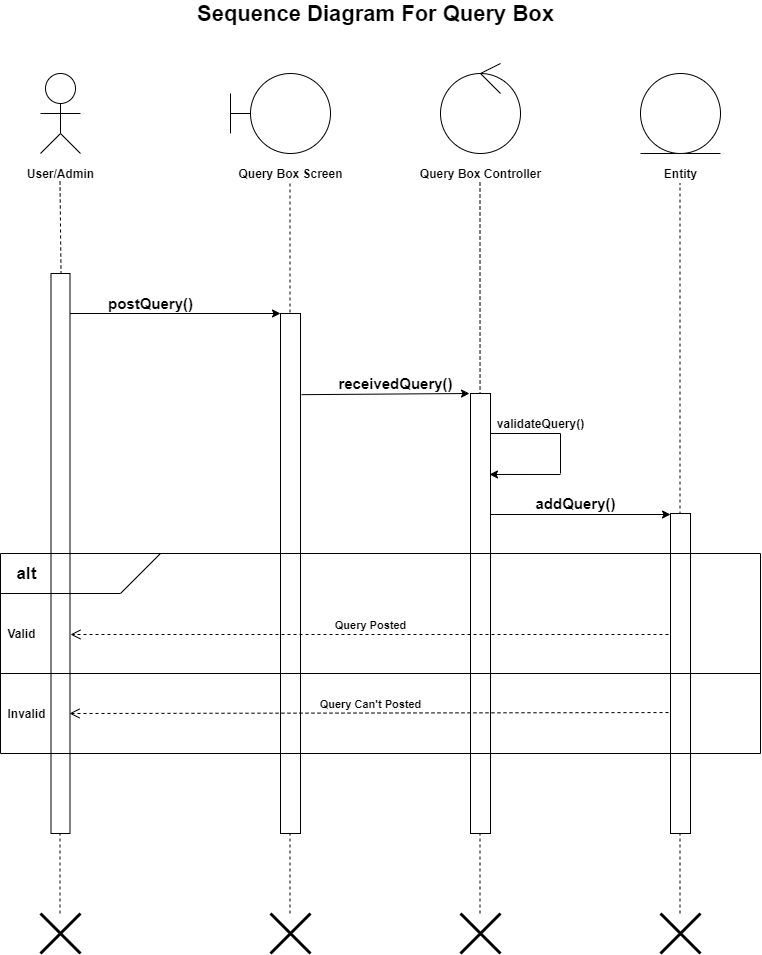 Sequence Diagram For Query Box
User/Admin
Query Box Screen
Query Box Controller
Entity
postQuery()
receivedQuery()
validateQuery()
addQuery()
alt
Query Posted
Valid
Query Can't Posted
Invalid